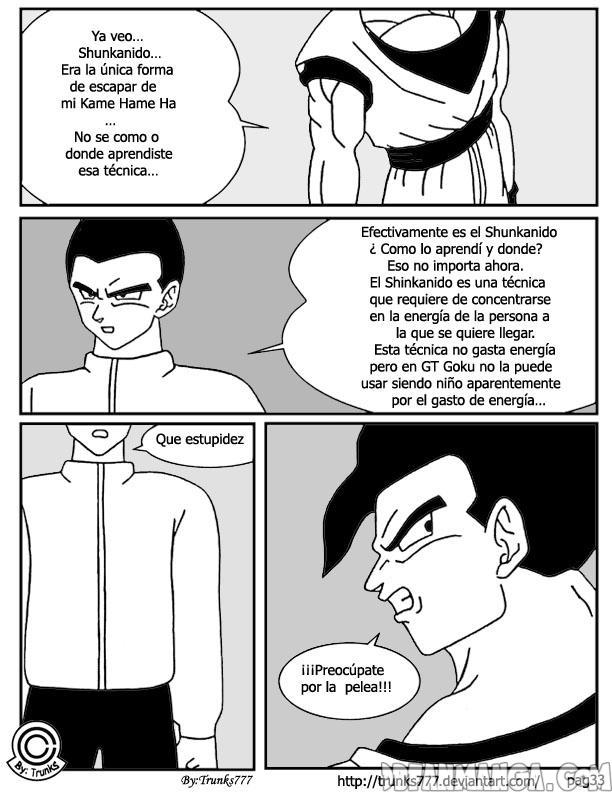 Ya veo...
Shunkanido...
Era la única forma
de escapar de
mi Kame Hame Ha
...
No se como o
donde aprendiste
esa técnica...
Efectivamente es el Shunkanido
¿ Como lo aprendí y donde?
Eso no importa ahora.
El Shinkanido es una técnica
que requiere de concentrarse
en la energía de la persona a
la que se quiere llegar.
Esta técnica no gasta energía
pero en GT Goku no la puede
usar siendo niño aparentemente
por el gasto de energía...
Que estupidez
¡¡¡Preocúpate
por la pelea!!!
By: Trunks
By:Trunks777
http://trunks777.deviantart.com/
pag33